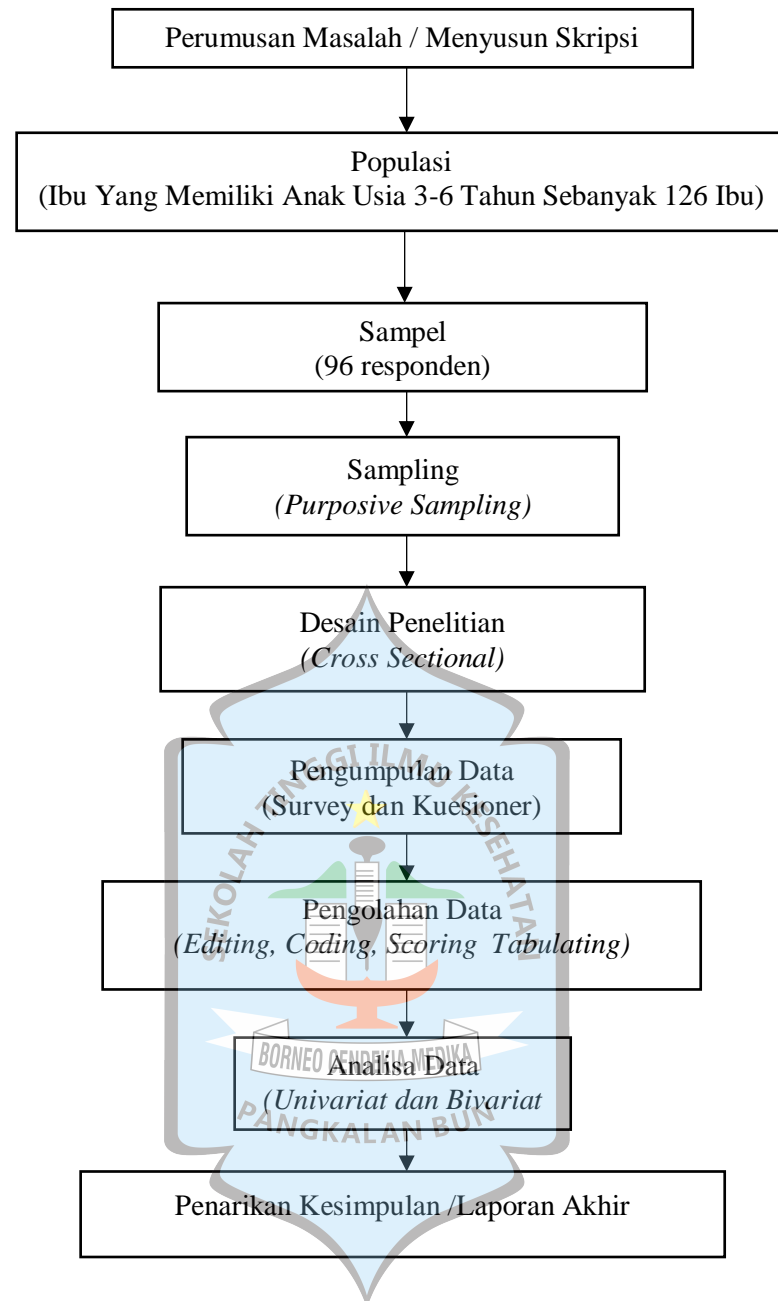 Perumusan Masalah / Menyusun Skripsi
Populasi
(Ibu Yang Memiliki Anak Usia 3-6 Tahun Sebanyak 126 Ibu)
Sampel
(96 responden)
Sampling
(Purposive Sampling)
Desain Penelitian
(Cross Sectional)
Pengumpulan Data
(Survey dan Kuesioner)
Pengolahan Data
(Editing, Coding, Scoring Tabulating)
Analisa Data
(Univariat dan Bivariat
Penarikan Kesimpulan /Laporan Akhir
SEKOLAH TINGGI ILMU KESEHATAN
BORNEO CENDEKIA MEDIKA
PANGKALAN BUN